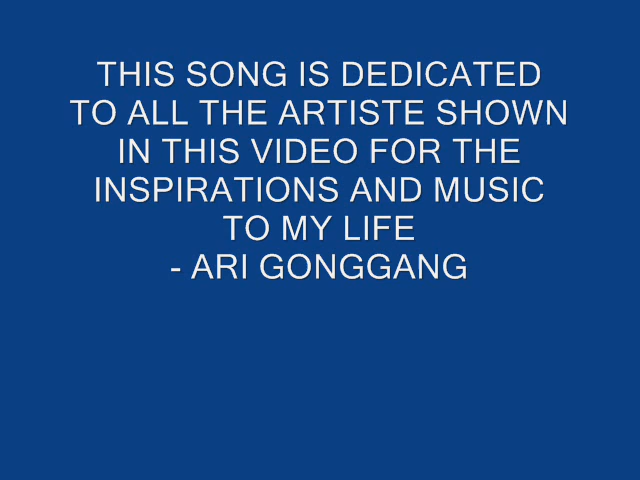 THIS SONG IS DEDICATED
TO ALL THE ARTISTE SHOWN
IN THIS VIDEO FOR THE
INSPIRATIONS AND MUSIC
TO MY LIFE
- ARI GONGGANG